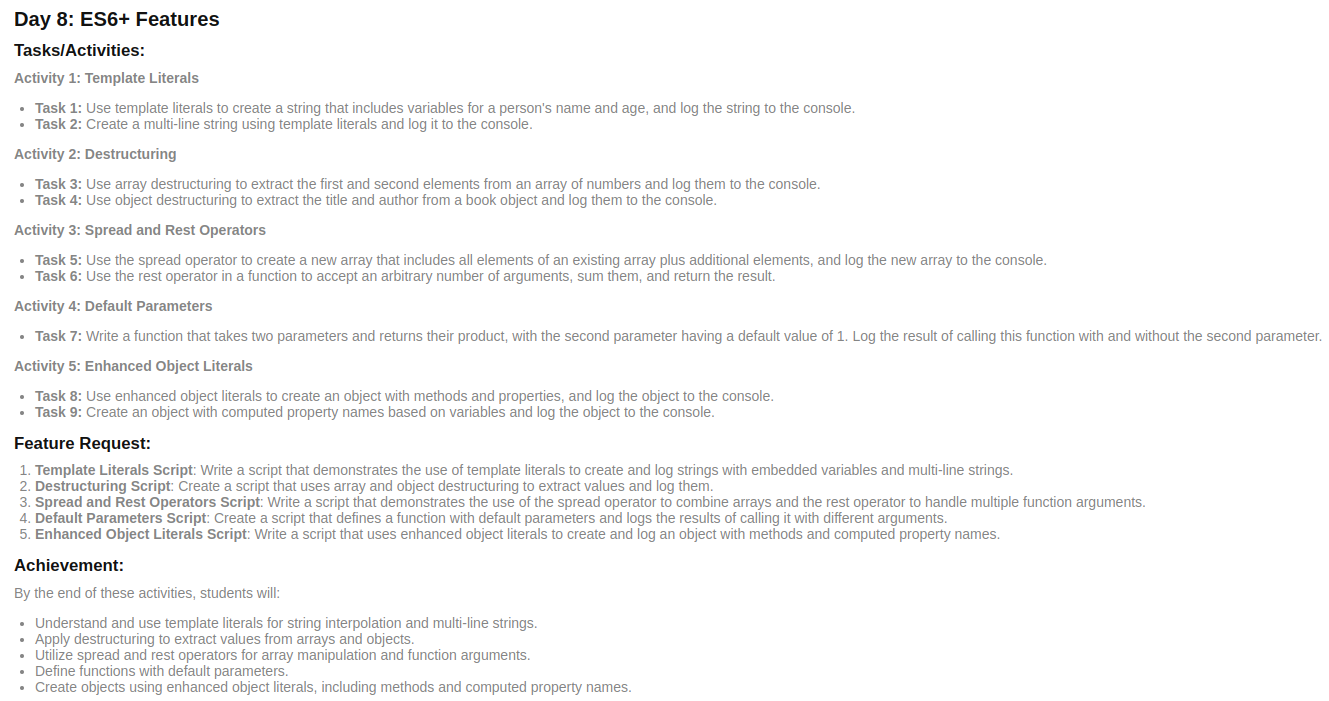 Day 8: ES6+ Features
Tasks/Activities:
Activity 1: Template Literals
• Task 1: Use template literals to create a string that includes variables for a person's name and age, and log the string to the console.
• Task 2: Create a multi-line string using template literals and log it to the console.
Activity 2: Destructuring
• Task 3: Use array destructuring to extract the first and second elements from an array of numbers and log them to the console.
• Task 4: Use object destructuring to extract the title and author from a book object and log them to the console.
Activity 3: Spread and Rest Operators
• Task 5: Use the spread operator to create a new array that includes all elements of an existing array plus additional elements, and log the new array to the console.
• Task 6: Use the rest operator in a function to accept an arbitrary number of arguments, sum them, and return the result.
Activity 4: Default Parameters
• Task 7: Write a function that takes two parameters and returns their product, with the second parameter having a default value of 1. Log the result of calling this function with and without the second parameter.
Activity 5: Enhanced Object Literals
• Task 8: Use enhanced object literals to create an object with methods and properties, and log the object to the console.
• Task 9: Create an object with computed property names based on variables and log the object to the console.
Feature Request:
1. Template Literals Script: Write a script that demonstrates the use of template literals to create and log strings with embedded variables and multi-line strings.
2. Destructuring Script: Create a script that uses array and object destructuring to extract values and log them.
3. Spread and Rest Operators Script: Write a script that demonstrates the use of the spread operator to combine arrays and the rest operator to handle multiple function arguments.
4. Default Parameters Script: Create a script that defines a function with default parameters and logs the results of calling it with different arguments.
5. Enhanced Object Literals Script: Write a script that uses enhanced object literals to create and log an object with methods and computed property names.
Achievement:
By the end of these activities, students will:
• Understand and use template literals for string interpolation and multi-line strings.
• Apply destructuring to extract values from arrays and objects.
• Utilize spread and rest operators for array manipulation and function arguments.
• Define functions with default parameters.
• Create objects using enhanced object literals, including methods and computed property names.